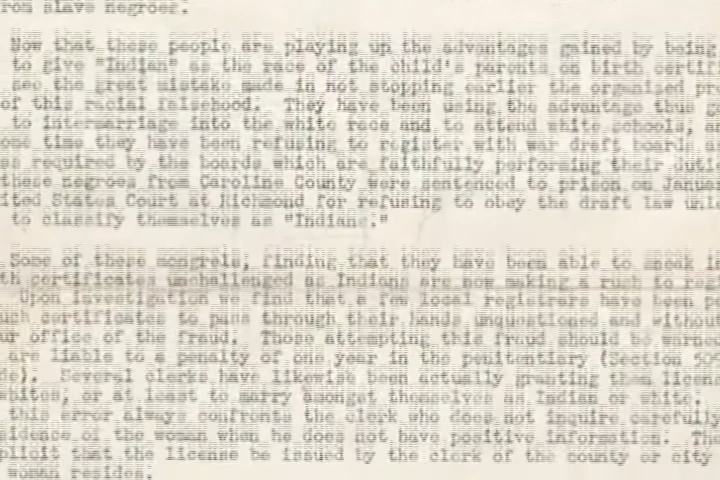 rom slave negroes.
Now that these people are playing up the advantages gained by being
to give "Indian" as the race of the child's parents on birth certif
see the great mistake made in not stopping earlier the organized pro
of this racial falsehood. They have been using the advantage thus g
to intermarriage into the white race and to attend white schools, an
one time they have been refusing to register with war draft boards as
es required by the boards which are faithfully performing their duti
these negroes from Caroline County were sentenced to prison on Januar
ited States Court at Richmond for refusing to obey the draft law unle
to classify themselves as "Indians."
Some of these mongrels, finding that they have been able to sneak in
th certificates unchallenged as Indians are now making a rush to regi
Upon investigation we find that a few local registrars have been pe
uch certificates to pass through their hands unquestioned and without
ur office of the fraud. Those attempting this fraud should be warned
are liable to a penalty of one year in the penitentiary (Section 509
de). Several clerks have likewise been actually granting them licens
whites, or at least to marry amongst themselves as Indian or white.
this error always confronts the clerk who does not inquire carefully
sidence of the woman when he does not have positive information. The
plicit that the license be issued by the clerk of the county or city
woman resides.